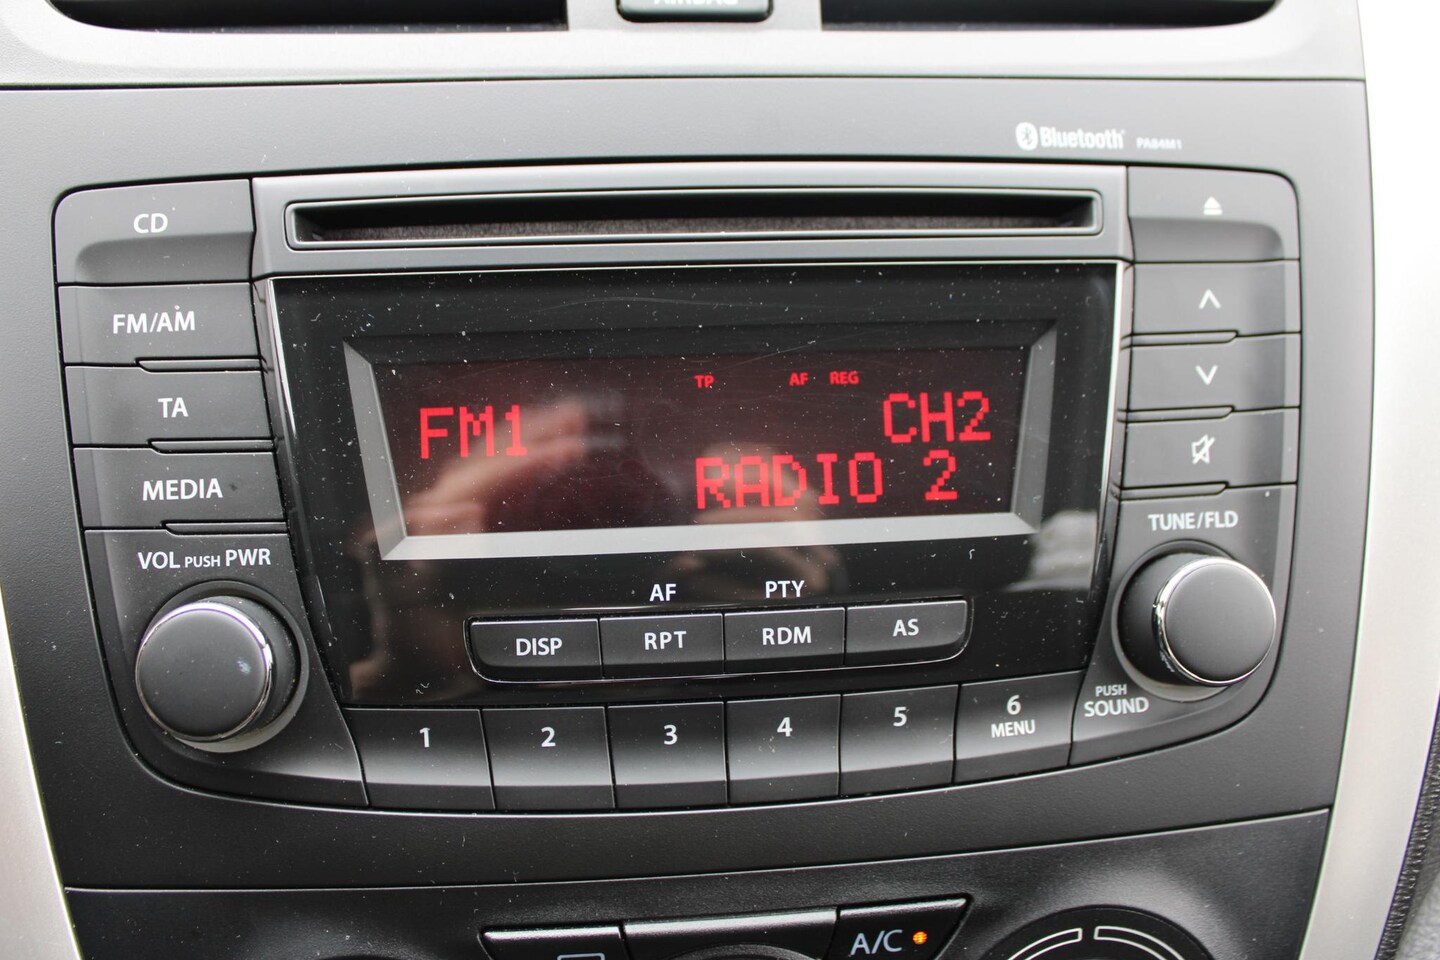 AIRBAG
Bluetooth PA84M1
CD
FM/AM
TA
MEDIA
VOL PUSH PWR
TP AF REG
FM1 CH2
RADIO 2
TUNE/FLD
AF PTY
DISP RPT RDM AS
PUSH
SOUND
1 2 3 4 5 6
MENU
A/C